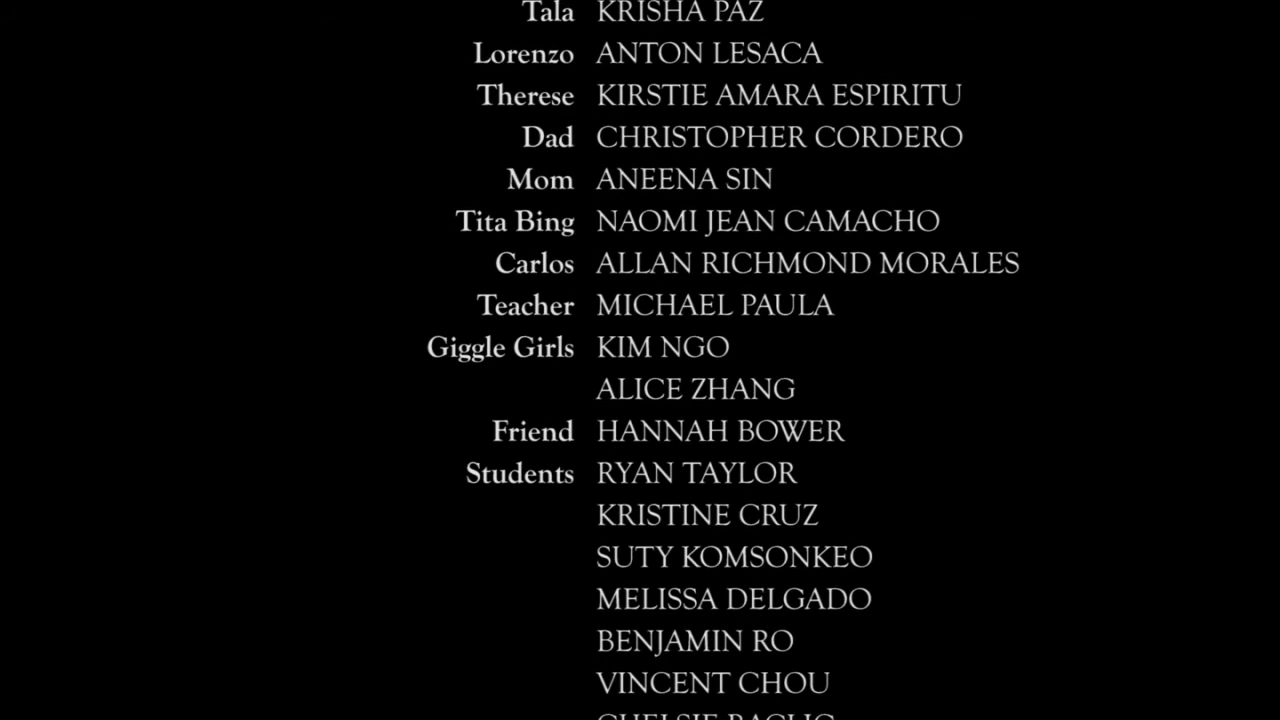 Tala KRISHA PAZ
Lorenzo ANTON LESACA
Therese KIRSTIE AMARA ESPIRITU
Dad CHRISTOPHER CORDERO
Mom ANEENA SIN
Tita Bing NAOMI JEAN CAMACHO
Carlos ALLAN RICHMOND MORALES
Teacher MICHAEL PAULA
Giggle Girls KIM NGO
ALICE ZHANG
Friend HANNAH BOWER
Students RYAN TAYLOR
KRISTINE CRUZ
SUTY KOMSONKEO
MELISSA DELGADO
BENJAMIN RO
VINCENT CHOU